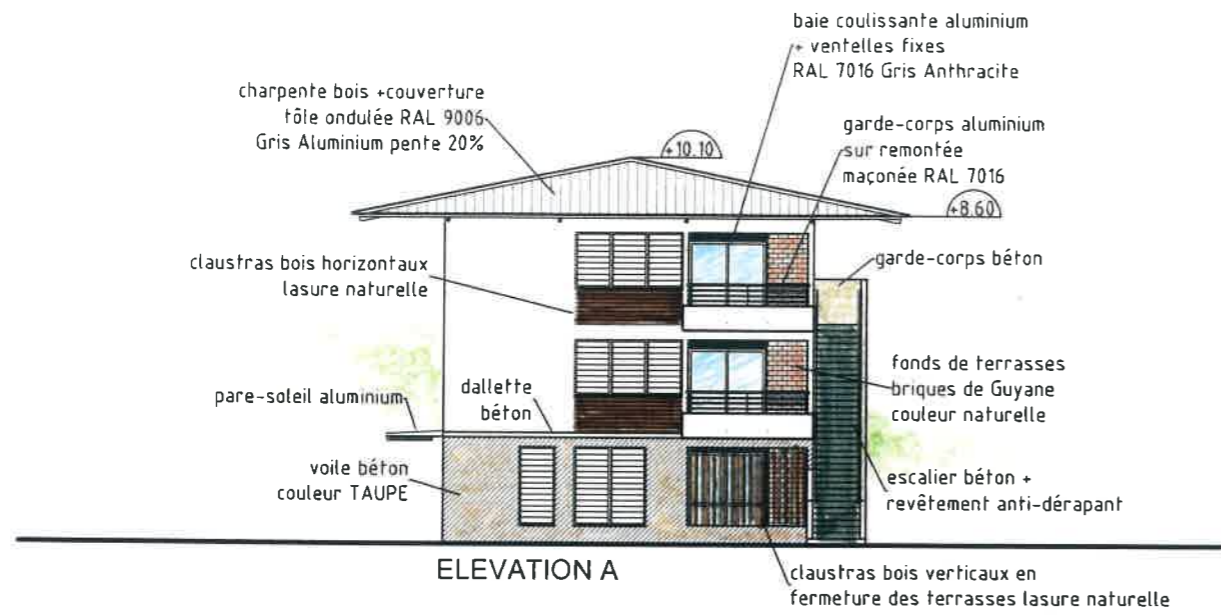 baie coulissante aluminium
+ ventelles fixes
RAL 7016 Gris Anthracite
charpente bois +couverture
tôle ondulée RAL 9006
Gris Aluminium pente 20%
+10.10
garde-corps aluminium
sur remontée
maçonée RAL 7016
+8.60
garde-corps béton
claustras bois horizontaux
lasure naturelle
fonds de terrasses
briques de Guyane
couleur naturelle
pare-soleil aluminium
dallette
béton
voile béton
couleur TAUPE
escalier béton +
revêtement anti-dérapant
ELEVATION A
claustras bois verticaux en
fermeture des terrasses lasure naturelle